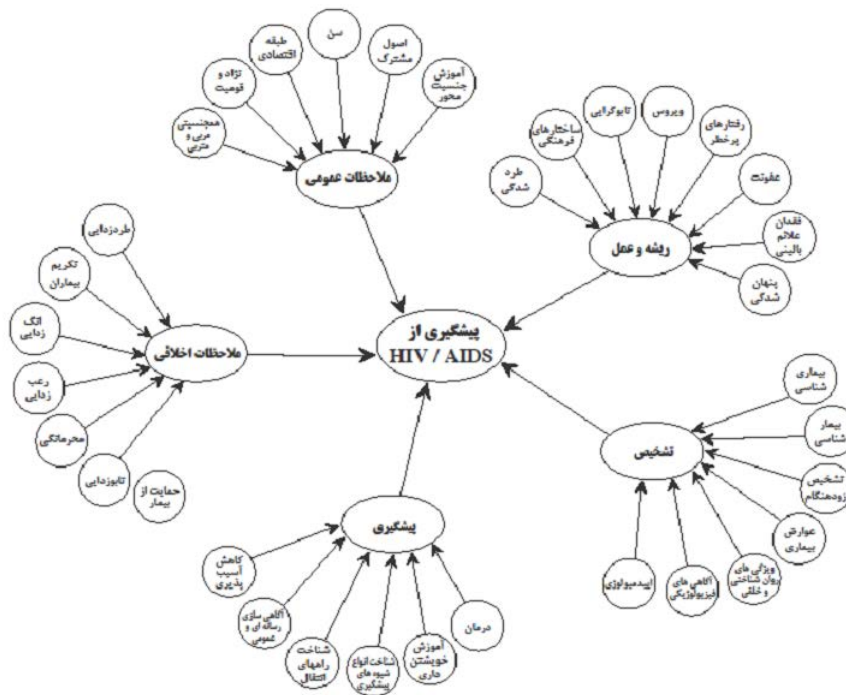 سن
طبقه
اقتصادی
اصول
مشترک
نژاد و
قومیت
آموزش
جنسیت
محور
همجنسیتی
مربی و
متربی
ملاحظات عمومی
ویروس
تابوگرایی
رفتارهای
پرخطر
ساختارهای
فرهنگی
طرد
شدگی
عفونت
فقدان
علائم
بالینی
پنهان
شدگی
ریشه و عمل
طردزدایی
تکریم
بیماران
انگ
زدایی
رعب
زدایی
محرمانگی
تابوزدایی
حمایت از
بیمار
ملاحظات اخلاقی
پیشگیری از
HIV / AIDS
بیماری
شناسی
بیمار
شناسی
تشخیص
زودهنگام
عوارض
بیماری
ویژگی های
روان شناختی
و خلقی
آگاهی های
فیزیولوژیکی
اپیدمیولوژی
تشخیص
پیشگیری
کاهش
آسیب
پذیری
آگاهی سازی
رسانه ای و
عمومی
شناخت
راههای
انتقال
شناخت انواع
شیوه های
پیشگیری
آموزش
خویشتن
داری
درمان